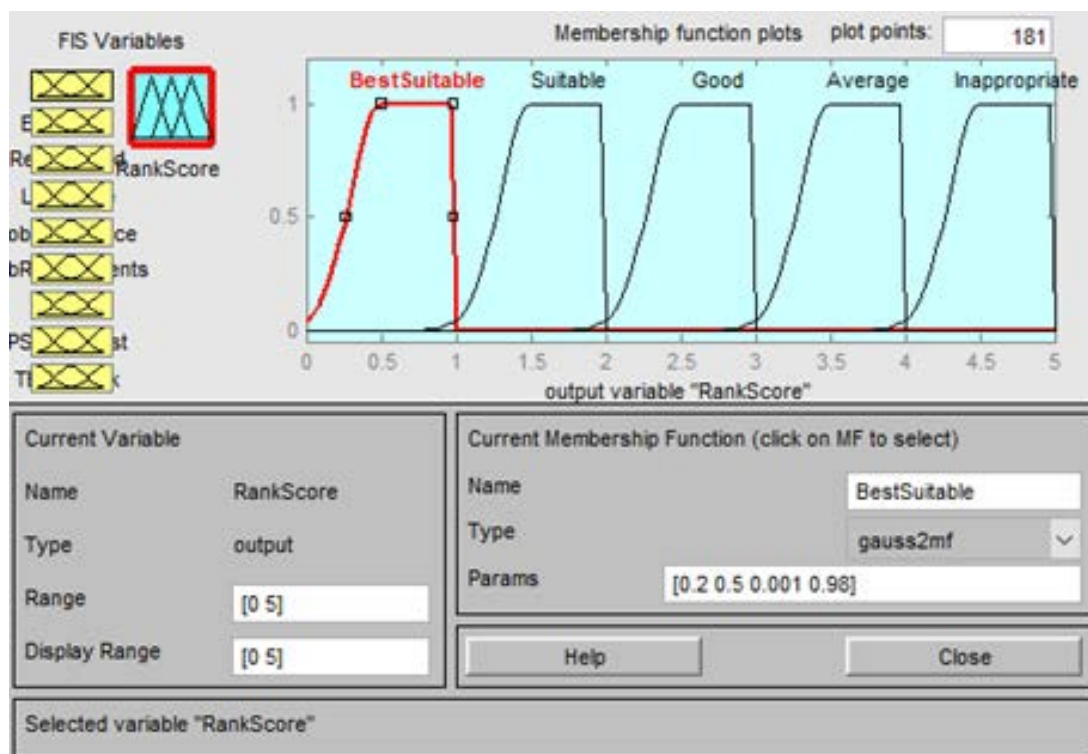 FIS Variables
Membership function plots plot points: 181
BestSuitable Suitable Good Average Inappropriate
RankScore
1
0.5
0
0 0.5 1 1.5 2 2.5 3 3.5 4 4.5 5
output variable "RankScore"
Current Variable
Name RankScore
Type output
Range [0 5]
Display Range [0 5]
Current Membership Function (click on MF to select)
Name BestSuitable
Type gauss2mf
Params [0.2 0.5 0.001 0.98]
Help Close
Selected variable "RankScore"